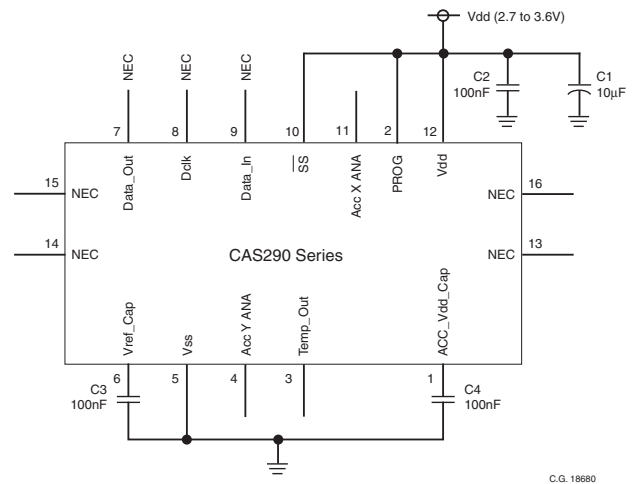 Vdd (2.7 to 3.6V)
NEC
NEC
NEC
C2
100nF
C1
10µF
7
8
9
10
11
2
12
Data_Out
Dclk
Data_In
SS
Acc X ANA
PROG
Vdd
15
NEC
NEC
16
14
NEC
CAS290 Series
NEC
13
Vref_Cap
Vss
Acc Y ANA
Temp_Out
ACC_Vdd_Cap
6
5
4
3
1
C3
100nF
C4
100nF
C.G. 18680